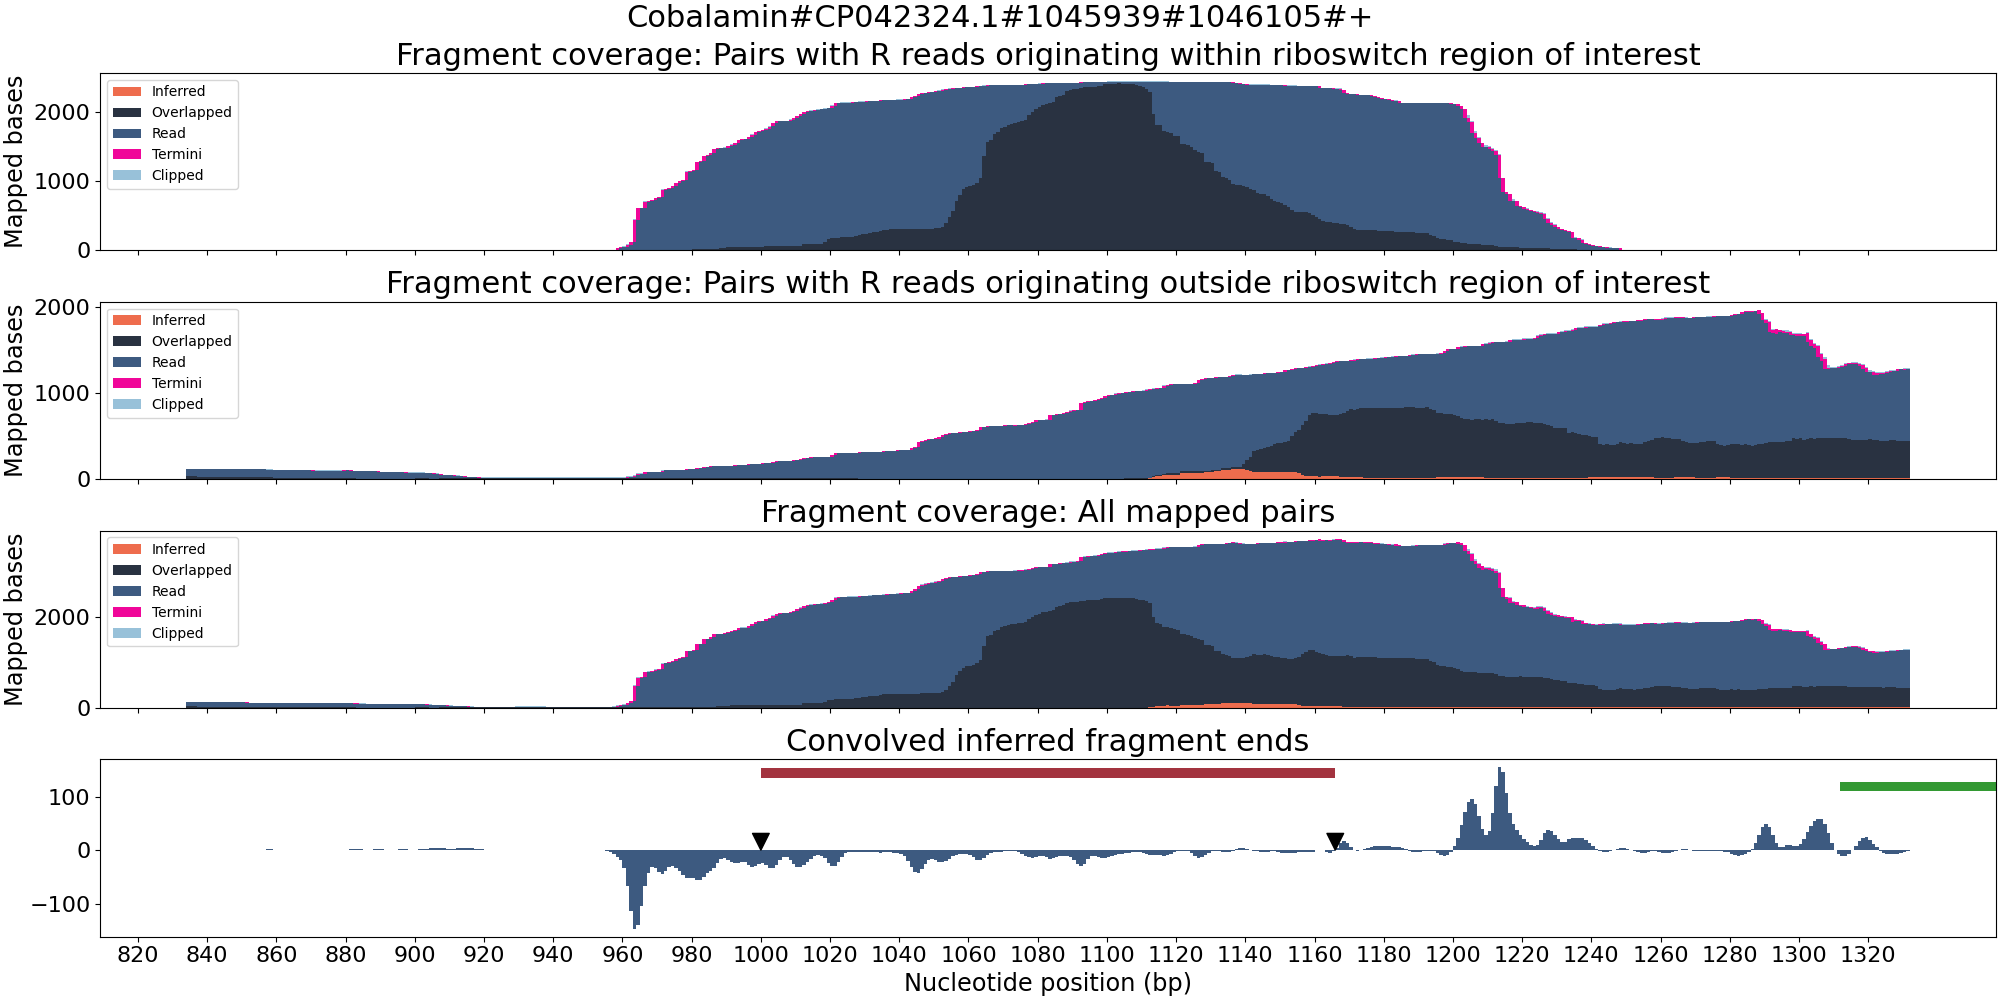 Cobalamin#CP042324.1#1045939#1046105#+
Fragment coverage: Pairs with R reads originating within riboswitch region of interest
Mapped bases
2000
1000
0
Inferred
Overlapped
Read
Termini
Clipped
Fragment coverage: Pairs with R reads originating outside riboswitch region of interest
Mapped bases
2000
1000
0
Inferred
Overlapped
Read
Termini
Clipped
Fragment coverage: All mapped pairs
Mapped bases
2000
0
Inferred
Overlapped
Read
Termini
Clipped
Convolved inferred fragment ends
100
0
−100
820 840 860 880 900 920 940 960 980 1000 1020 1040 1060 1080 1100 1120 1140 1160 1180 1200 1220 1240 1260 1280 1300 1320
Nucleotide position (bp)